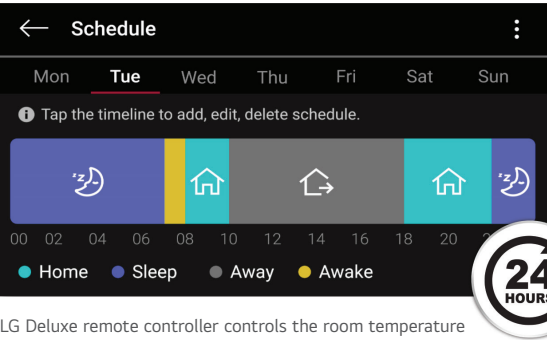 Schedule
Mon Tue Wed Thu Fri Sat Sun
Tap the timeline to add, edit, delete schedule.
00 02 04 06 08 10 12 14 16 18 20
Home Sleep Away Awake
24
HOURS
LG Deluxe remote controller controls the room temperature